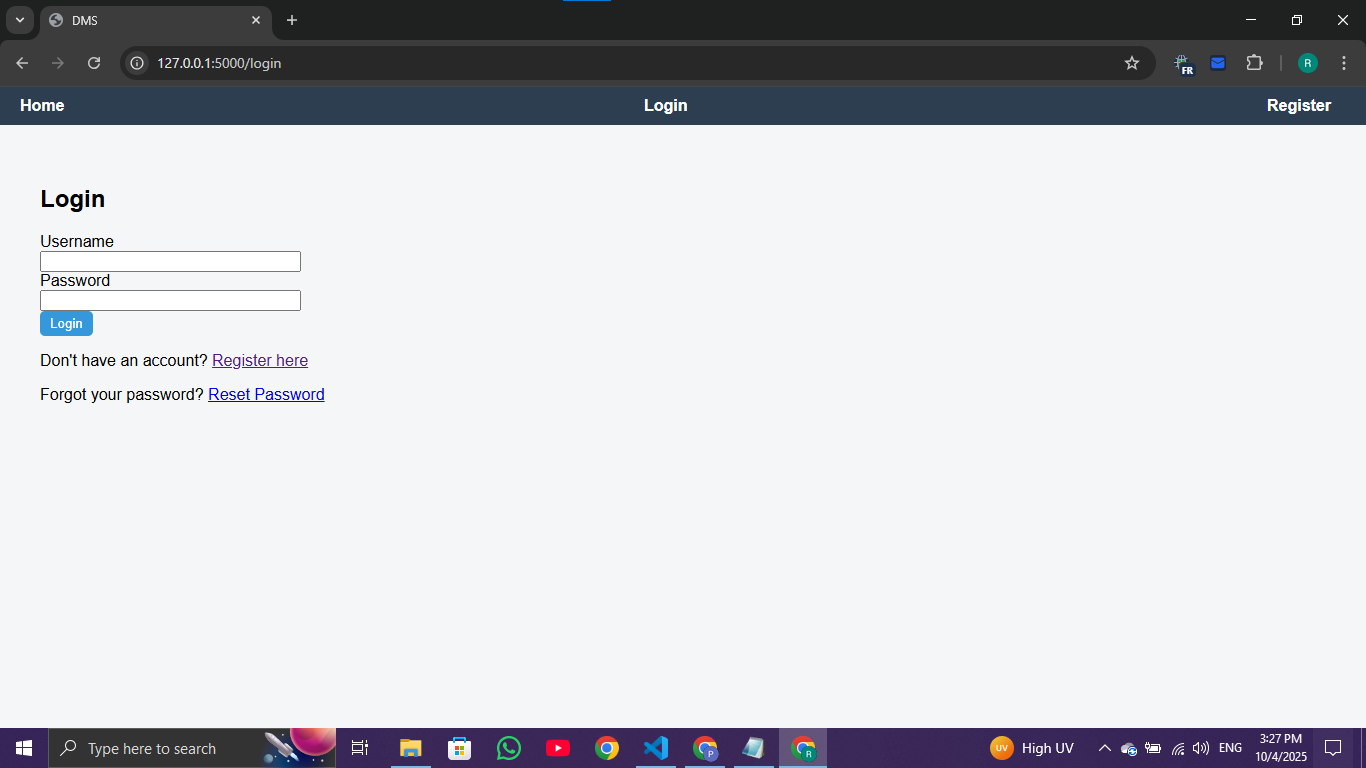 DMS
127.0.0.1:5000/login
FR
R
Home Login Register
Login
Username
Password
Login
Don't have an account? Register here
Forgot your password? Reset Password
Type here to search
P
R
UV High UV
ENG
3:27 PM
10/4/2025